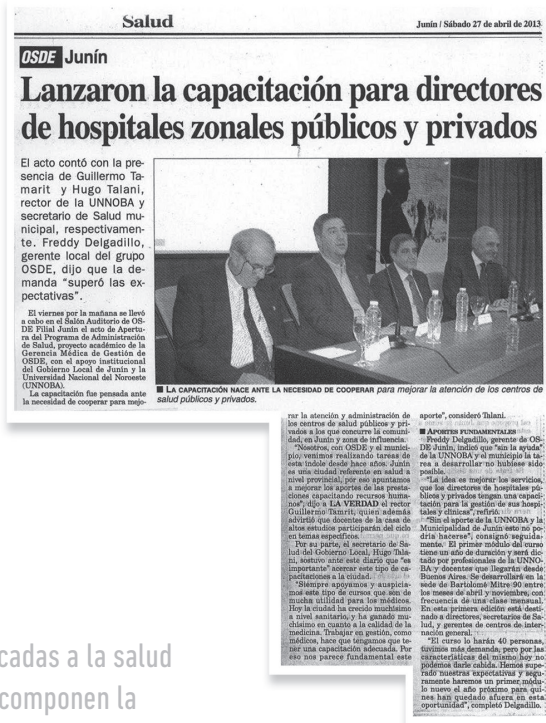 Salud
Junín / Sábado 27 de abril de 2013
OSDE Junín
Lanzaron la capacitación para directores
de hospitales zonales públicos y privados
El acto contó con la pre-
sencia de Guillermo Ta-
marit y Hugo Talani,
rector de la UNNOBA y
secretario de Salud mu-
nicipal, respectivamen-
te. Freddy Delgadillo,
gerente local del grupo
OSDE, dijo que la de-
manda "superó las ex-
pectativas".
El viernes por la mañana se llevó
a cabo en el Salón Auditorio de OS-
DE Filial Junín el acto de Apertu-
ra del Programa de Administración
de Salud, proyecto académico de la
Gerencia Médica de Gestión de
OSDE, con el apoyo institucional
del Gobierno Local de Junín y la
Universidad Nacional del Noroeste
(UNNOBA).
La capacitación fue pensada ante
la necesidad de cooperar para mejo-
■ LA CAPACITACIÓN NACE ANTE LA NECESIDAD DE COOPERAR para mejorar la atención de los centros de
salud públicos y privados.
rar la atención y administración de
los centros de salud públicos y pri-
vados a los que concurre la comuni-
dad, en Junín y zona de influencia.
"Nosotros, con OSDE y el munici-
pio, venimos realizando tareas de
esta índole desde hace años. Junín
es una ciudad referente en salud a
nivel provincial, por eso apuntamos
a mejorar los aportes de las presta-
ciones capacitando recursos huma-
nos", dijo a LA VERDAD el rector
Guillermo Tamrit, quien además
advirtió que docentes de la casa de
altos estudios participarán del ciclo
en temas específicos.
Por su parte, el secretario de Sa-
lud del Gobierno Local, Hugo Tala-
ni, sostuvo ante este diario que "es
importante" acercar este tipo de ca-
pacitaciones a la ciudad.
"Siempre apoyamos y auspicia-
mos este tipo de cursos que son de
mucha utilidad para los médicos.
Hoy la ciudad ha crecido muchísimo
a nivel sanitario, y ha ganado mu-
chísimo en cuanto a la calidad de la
medicina. Trabajar en gestión, como
médicos, hace que tengamos que te-
ner una capacitación adecuada. Por
eso nos parece fundamental este
aporte", consideró Talani.
■ APORTES FUNDAMENTALES
Freddy Delgadillo, gerente de OS-
DE Junín, indicó que "sin la ayuda"
de la UNNOBA y el municipio la ta-
rea a desarrollar no hubiese sido
posible.
"La idea es mejorar los servicios,
que los directores de hospitales pú-
blicos y privados tengan una capaci-
tación para la gestión de sus hospi-
tales y clínicas", refirió.
"Sin el aporte de la UNNOBA y la
Municipalidad de Junín esto no po-
dría hacerse", consignó seguida-
mente. El primer módulo del curso
tiene un año de duración y será dic-
tado por profesionales de la UNNO-
BA y docentes que llegarán desde
Buenos Aires. Se desarrollará en la
sede de Bartolomé Mitre 90 entre
los meses de abril y noviembre, con
frecuencia de una clase mensual.
En esta primera edición está desti-
nado a directores, secretarios de Sa-
lud, y gerentes de centros de inter-
nación general.
"El curso lo harán 40 personas,
tuvimos más demanda, pero por las
características del mismo hoy no
podemos darle cabida. Hemos supe-
rado nuestras expectativas y segu-
ramente haremos un primer módu-
lo nuevo el año próximo para quie-
nes han quedado afuera en esta
oportunidad", completó Delgadillo.
cadas a la salud
componen la